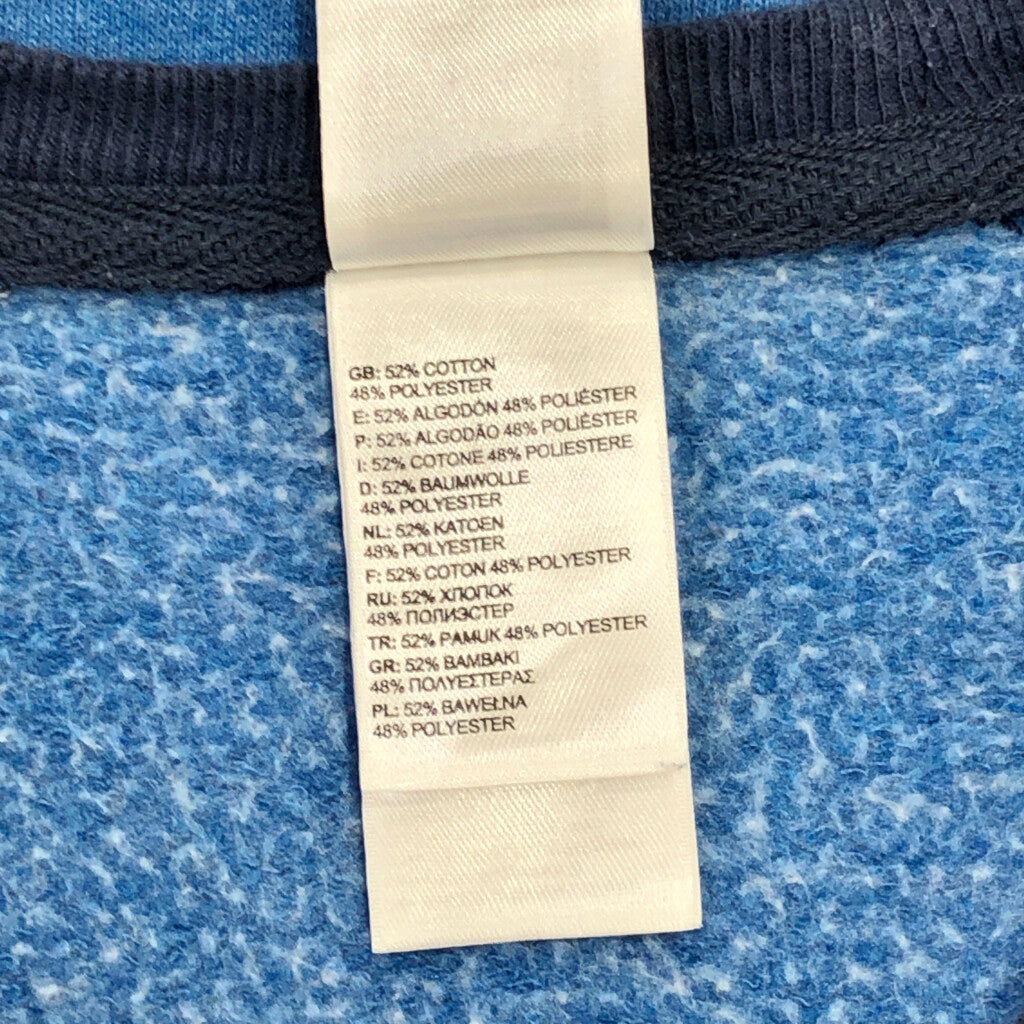 GB: 52% COTTON
48% POLYESTER
E: 52% ALGODÓN 48% POLIÉSTER
P: 52% ALGODÃO 48% POLIÉSTER
I: 52% COTONE 48% POLIESTERE
D: 52% BAUMWOLLE
48% POLYESTER
NL: 52% KATOEN
48% POLYESTER
F: 52% COTON 48% POLYESTER
RU: 52% ХЛОПОК
48% ПОЛИЭСТЕР
TR: 52% PAMUK 48% POLYESTER
GR: 52% ΒΑΜΒΑΚΙ
48% ΠΟΛΥΕΣΤΕΡΑΣ
PL: 52% BAWEŁNA
48% POLYESTER